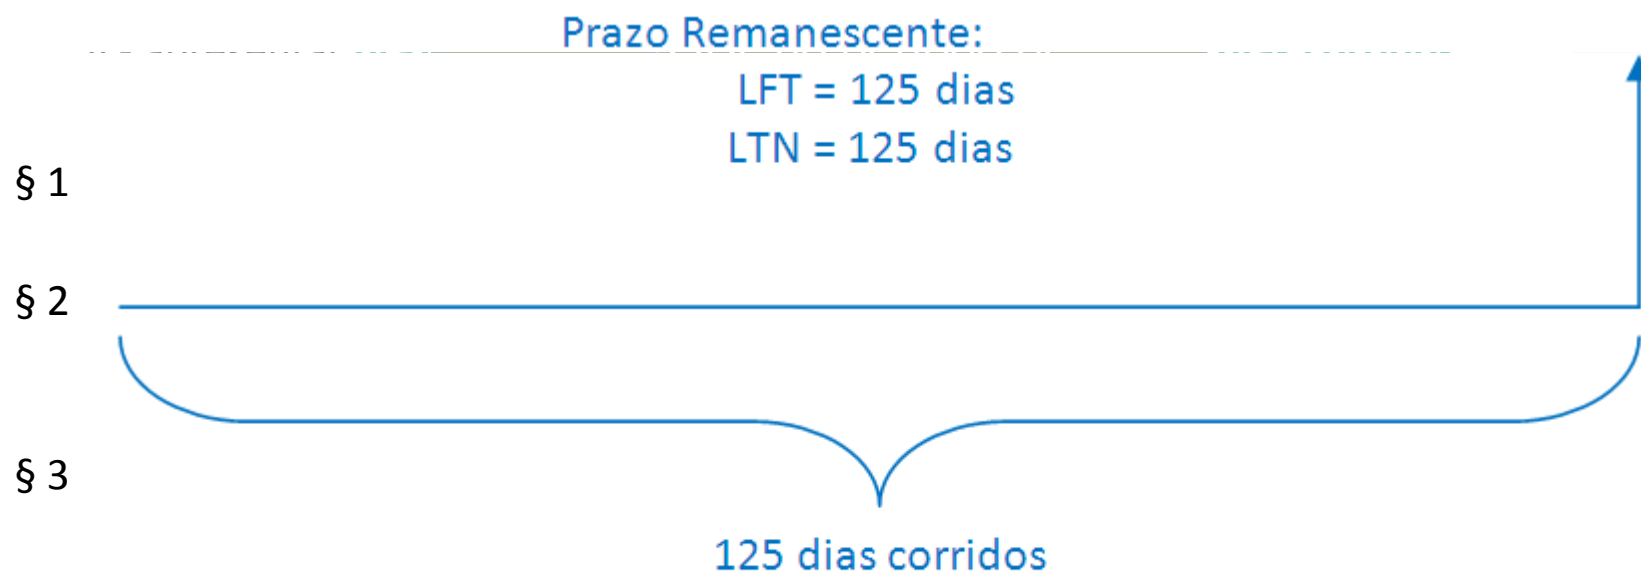 Prazo Remanescente:
LFT = 125 dias
LTN = 125 dias
§ 1
§ 2
§ 3
125 dias corridos